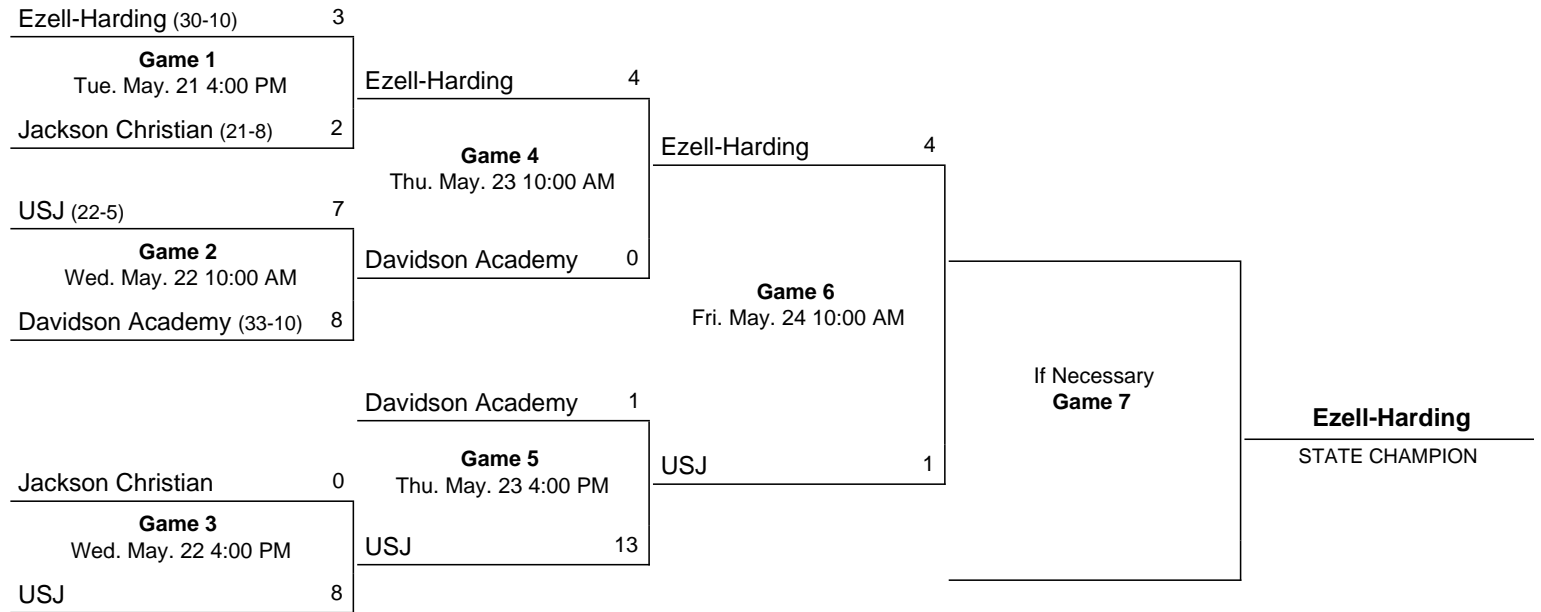 Ezell-Harding (30-10) 3
Game 1
Tue. May. 21 4:00 PM
Jackson Christian (21-8) 2
USJ (22-5) 7
Game 2
Wed. May. 22 10:00 AM
Davidson Academy (33-10) 8
Jackson Christian 0
Game 3
Wed. May. 22 4:00 PM
USJ 8
Ezell-Harding 4
Game 4
Thu. May. 23 10:00 AM
Davidson Academy 0
Davidson Academy 1
Game 5
Thu. May. 23 4:00 PM
USJ 13
Ezell-Harding 4
Game 6
Fri. May. 24 10:00 AM
USJ 1
If Necessary
Game 7
Ezell-Harding
STATE CHAMPION